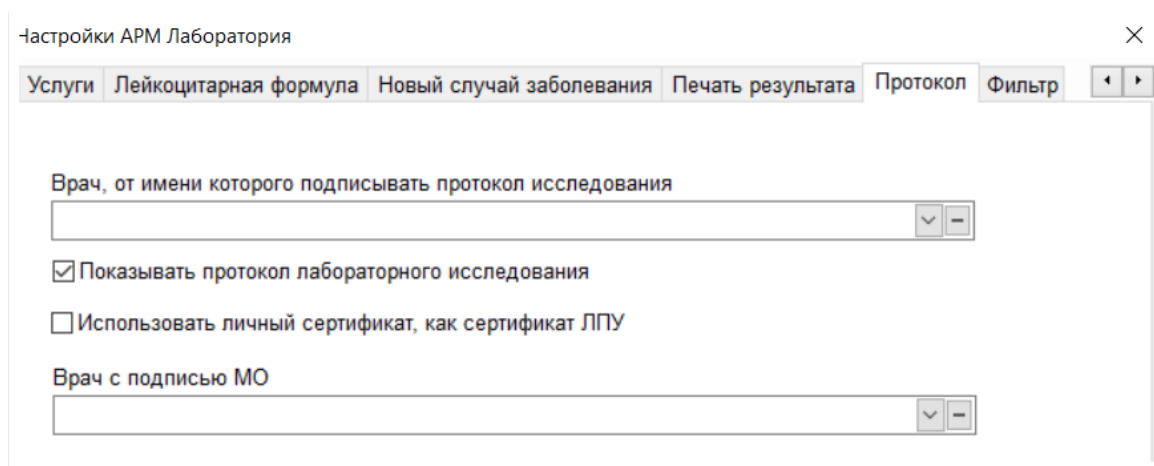 Настройки АРМ Лаборатория
Услуги Лейкоцитарная формула Новый случай заболевания Печать результата Протокол Фильтр
Врач, от имени которого подписывать протокол исследования
Показывать протокол лабораторного исследования
Использовать личный сертификат, как сертификат ЛПУ
Врач с подписью МО